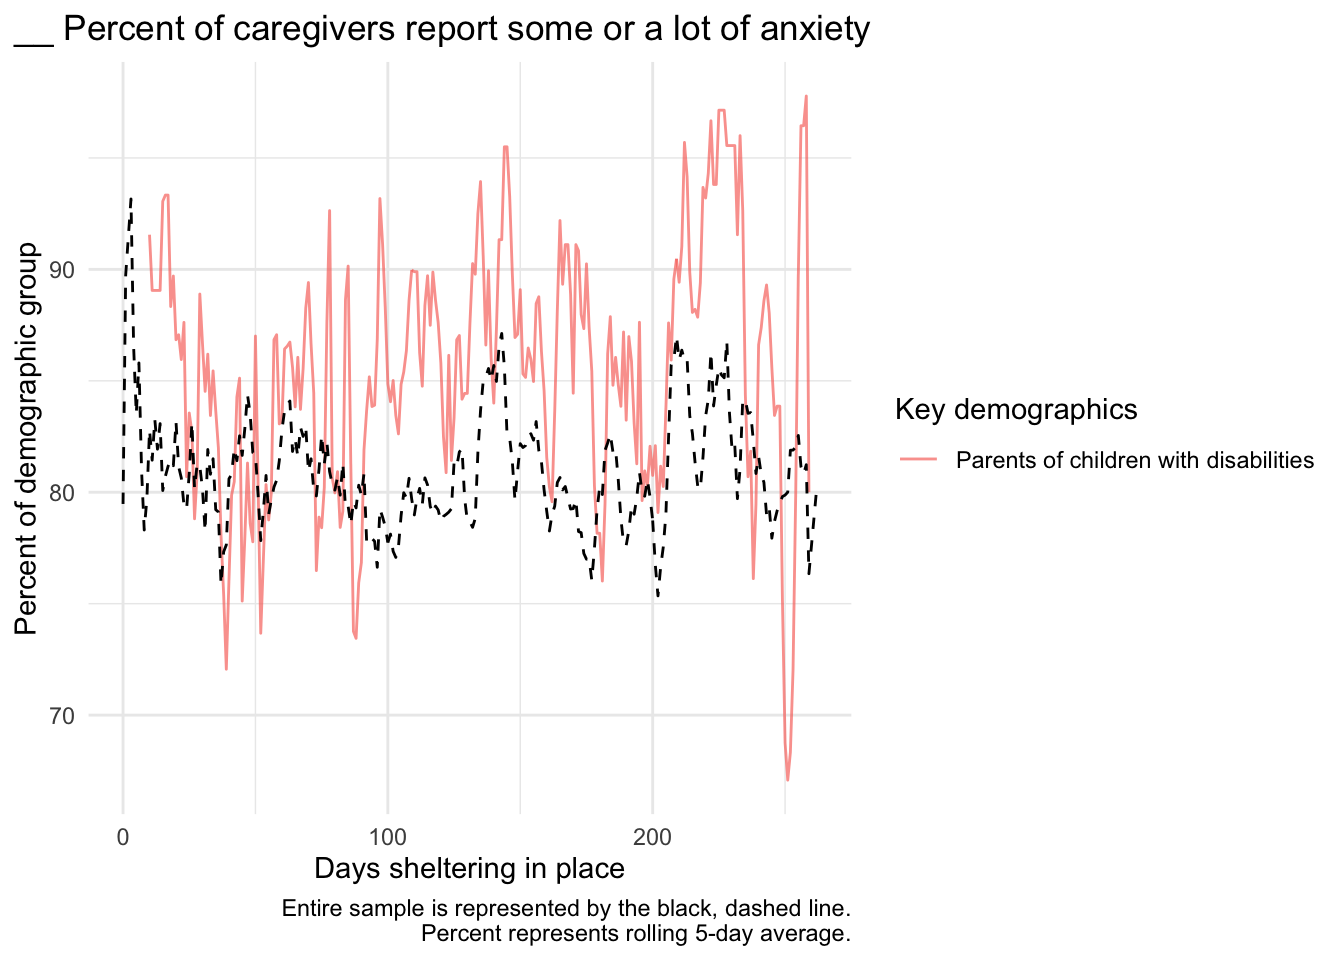 __ Percent of caregivers report some or a lot of anxiety
Percent of demographic group
90
80
70
0
100
200
Days sheltering in place
Key demographics
Parents of children with disabilities
Entire sample is represented by the black, dashed line.
Percent represents rolling 5-day average.